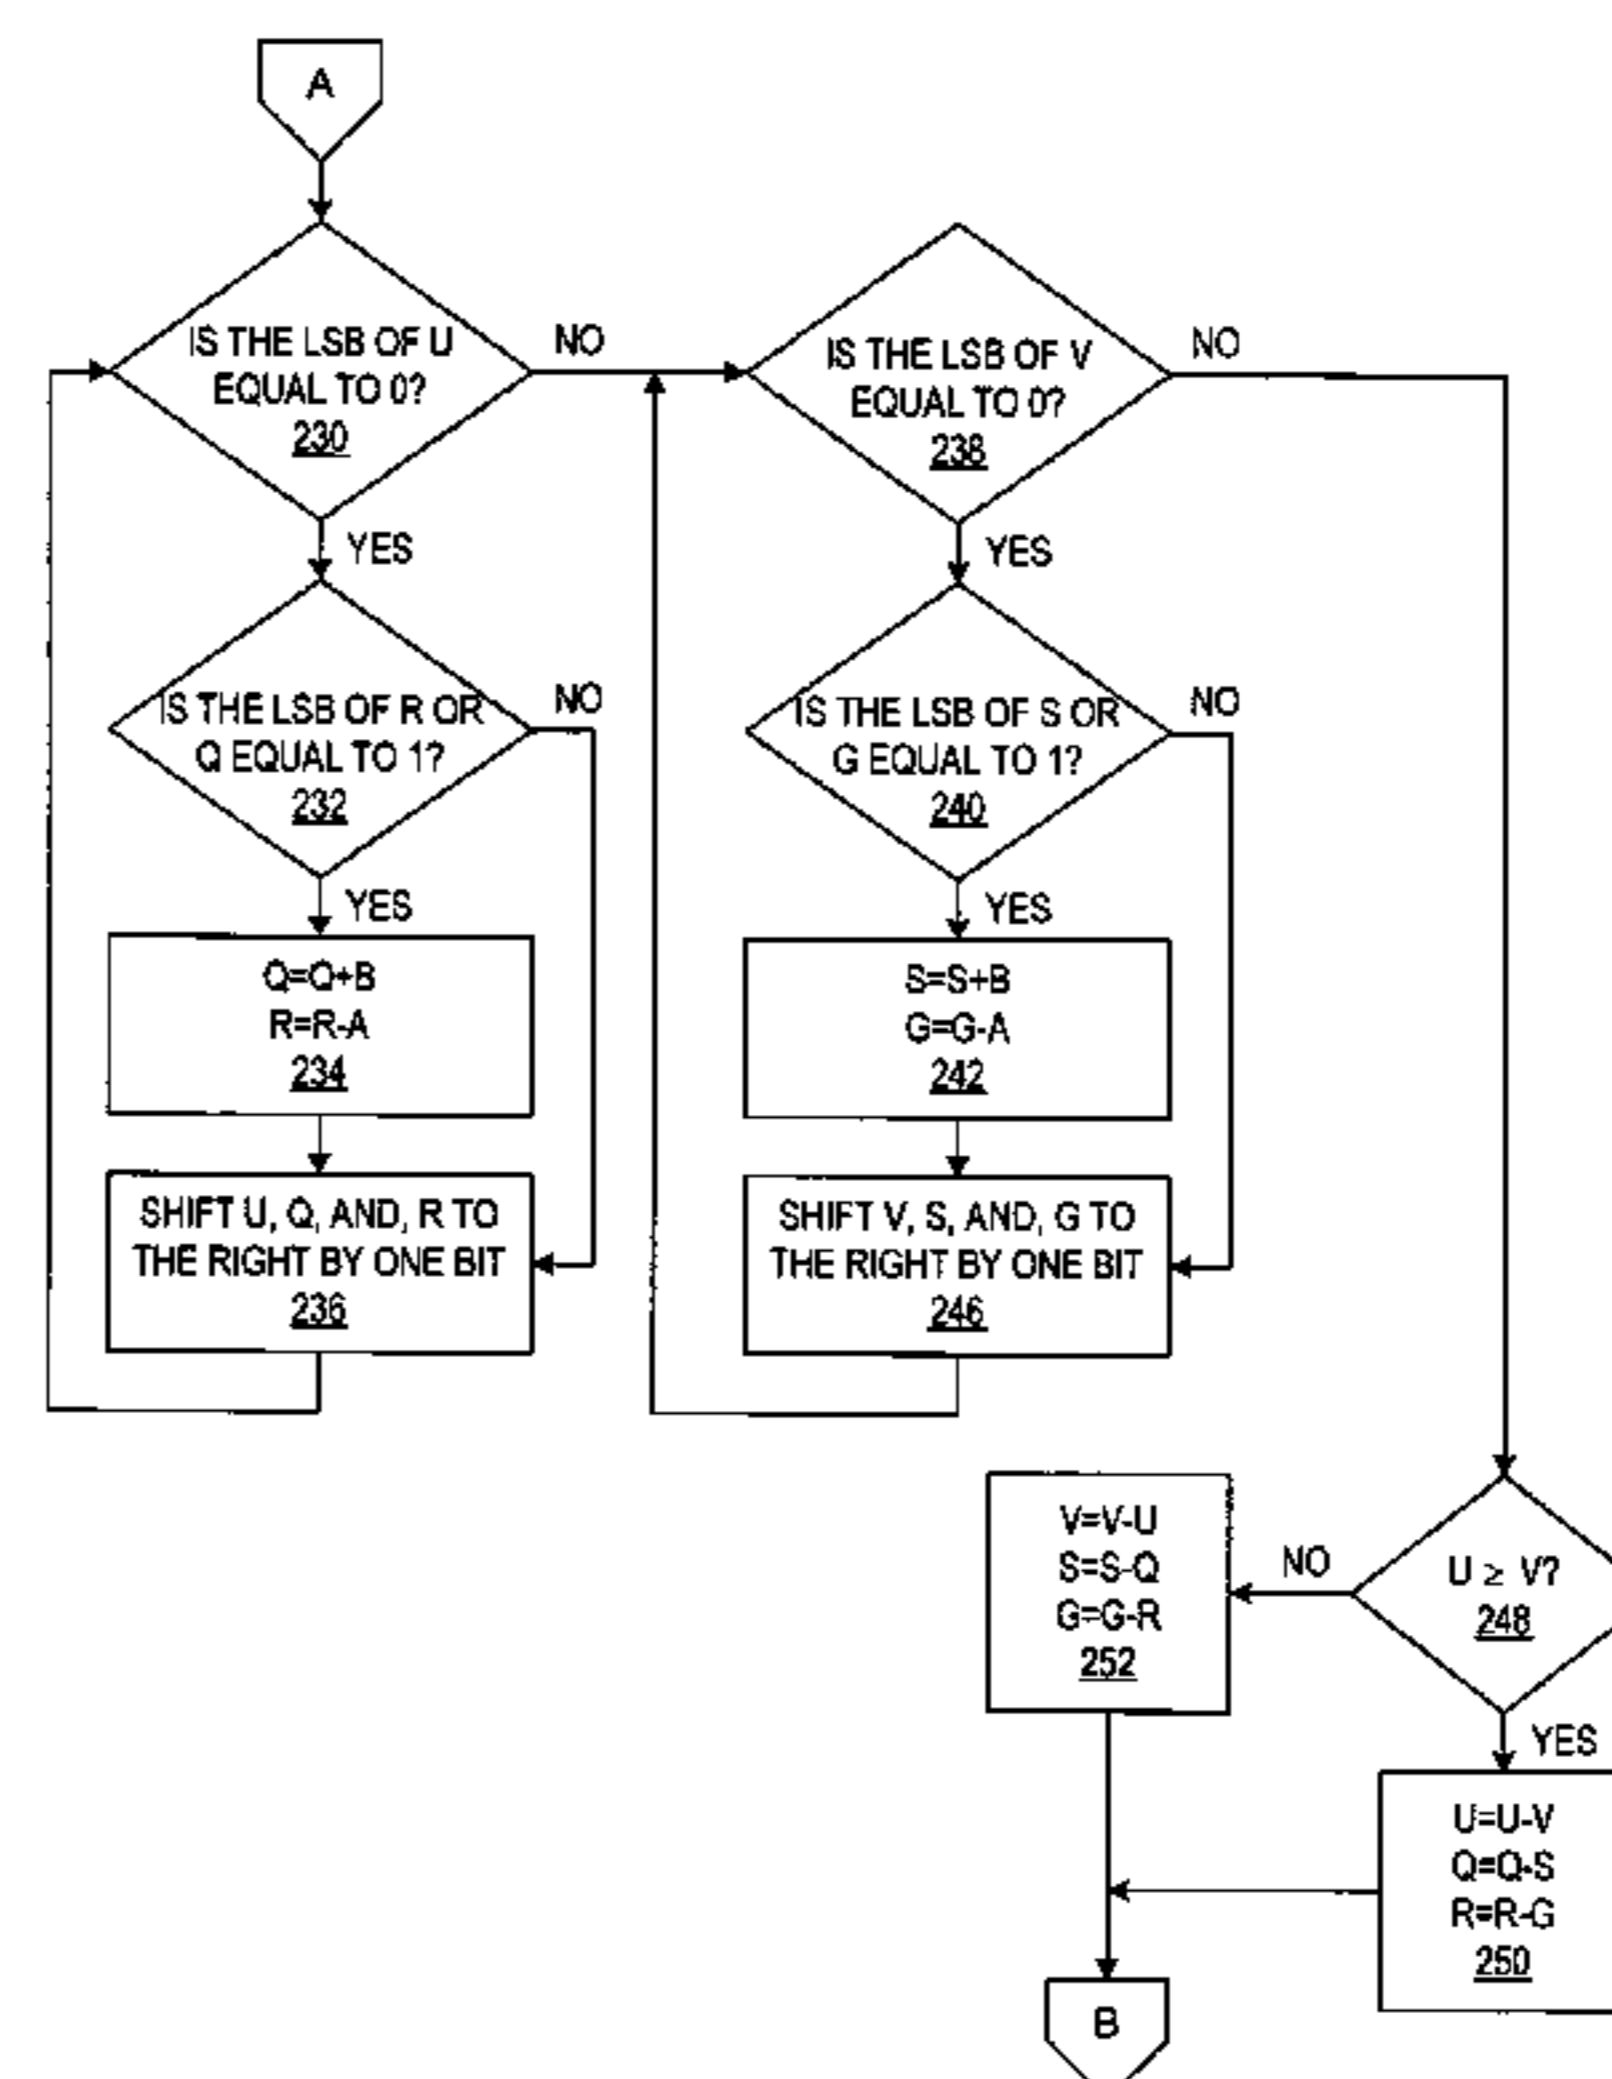 A
IS THE LSB OF U
EQUAL TO 0?
230
NO
YES
IS THE LSB OF R OR
Q EQUAL TO 1?
232
NO
YES
Q=Q+B
R=R-A
234
SHIFT U, Q, AND, R TO
THE RIGHT BY ONE BIT
236
IS THE LSB OF V
EQUAL TO 0?
238
NO
YES
IS THE LSB OF S OR
G EQUAL TO 1?
240
NO
YES
S=S+B
G=G-A
242
SHIFT V, S, AND, G TO
THE RIGHT BY ONE BIT
246
U ≥ V?
248
NO
YES
V=V-U
S=S-Q
G=G-R
252
U=U-V
Q=Q-S
R=R-G
250
B